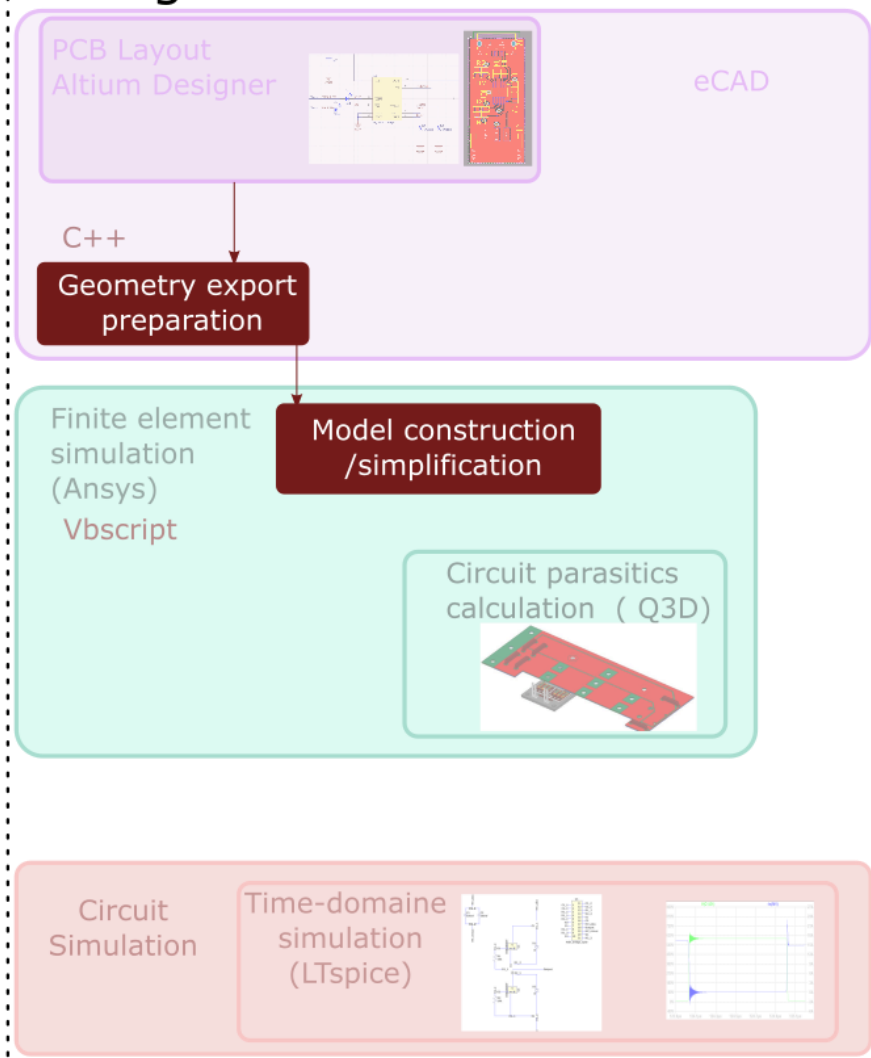 PCB Layout
Altium Designer
eCAD
C++
Geometry export
preparation
Finite element
simulation
(Ansys)
Vbscript
Model construction
/simplification
Circuit parasitics
calculation ( Q3D)
Circuit
Simulation
Time-domaine
simulation
(LTspice)